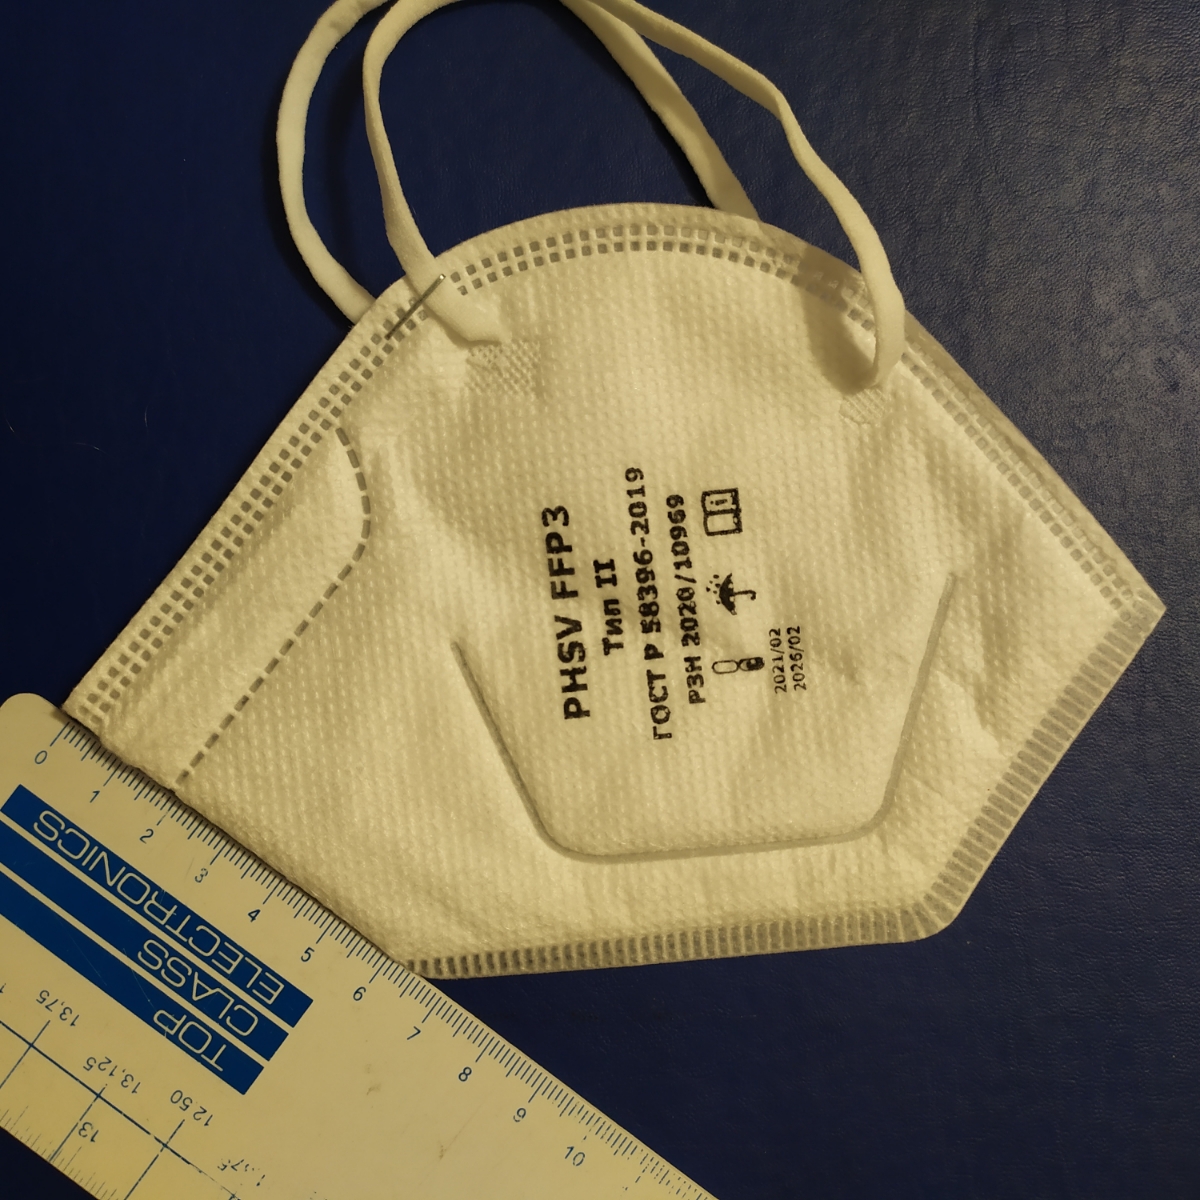 PHSV FFP3
Тип II
ГОСТ Р 58396-2019
РЗН 2020/10969
2021/02
2026/02
0 1 2 3 4 5 6 7 8 9 10
TOP
CLASS
ELECTRONICS
13,75
13,125
12,50
13